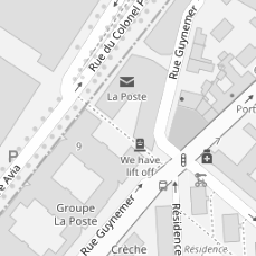 Rue du Colonel P
Rue Guynemer
La Poste
Port
P
9
We have
lift off
e Avia
Groupe
La Poste
Rue Guynemer
Crèche
Résidence
Résidence